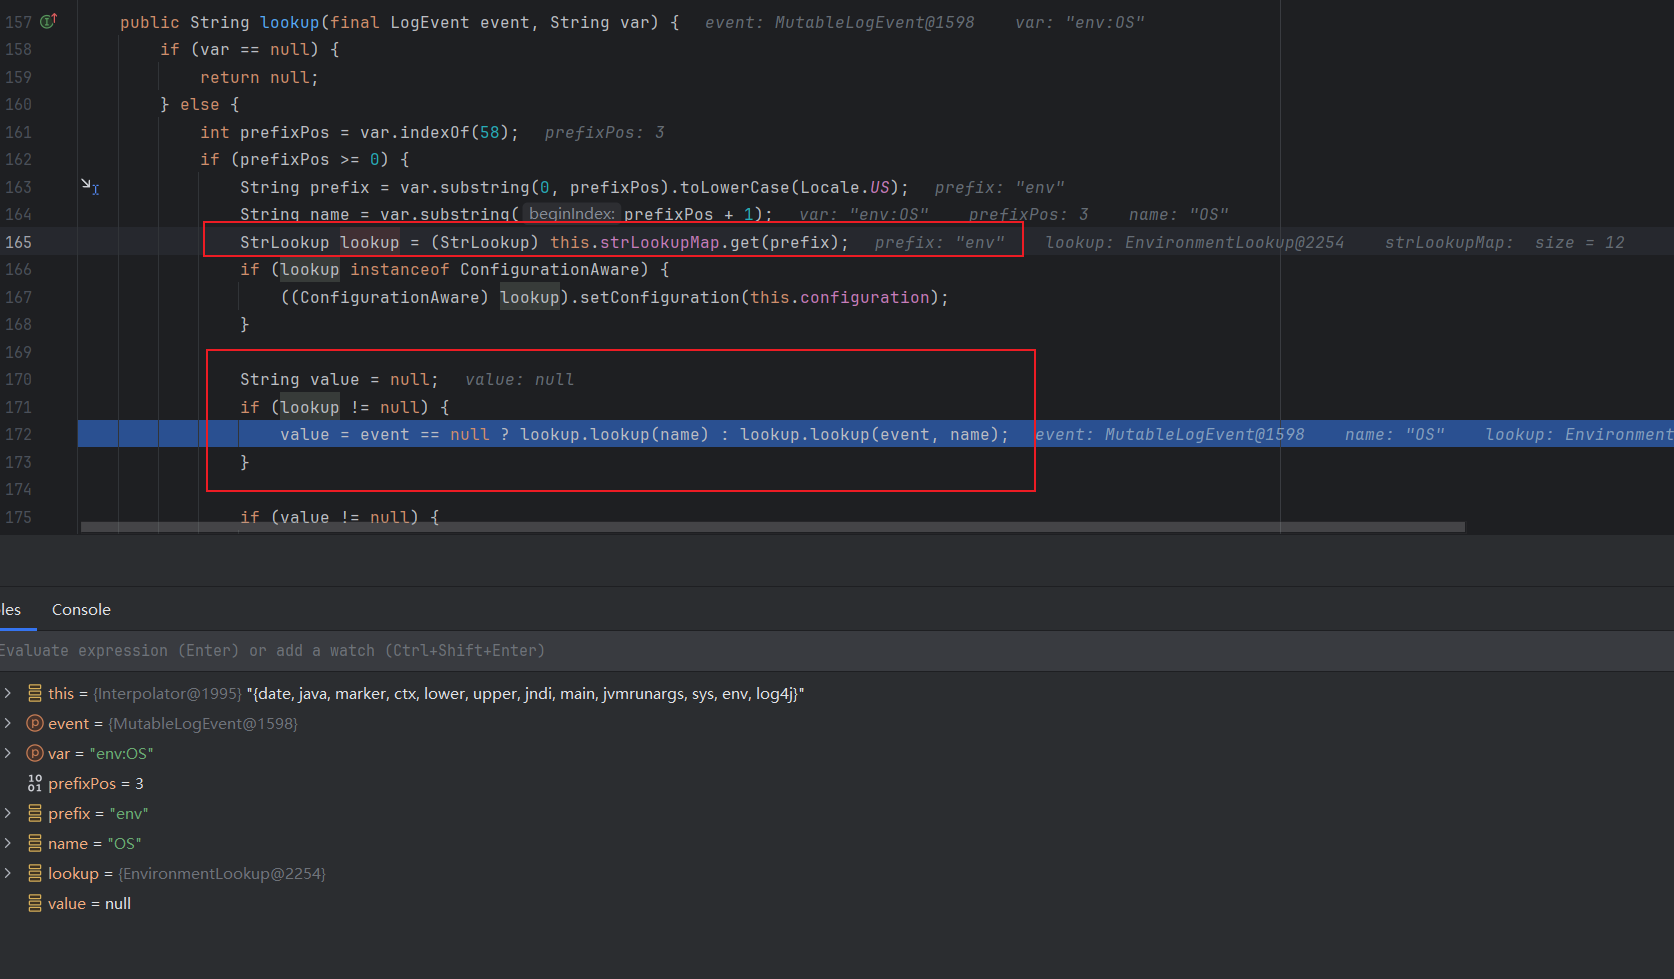 157 public String lookup(final LogEvent event, String var) { event: MutableLogEvent@1598 var: "env:OS"
158 if (var == null) {
159 return null;
160 } else {
161 int prefixPos = var.indexOf(58); prefixPos: 3
162 if (prefixPos >= 0) {
163 String prefix = var.substring(0, prefixPos).toLowerCase(Locale.US); prefix: "env"
164 String name = var.substring( beginIndex: prefixPos + 1); var: "env:OS" prefixPos: 3 name: "OS"
165 StrLookup lookup = (StrLookup) this.strLookupMap.get(prefix); prefix: "env" lookup: EnvironmentLookup@2254 strLookupMap: size = 12
166 if (lookup instanceof ConfigurationAware) {
167 ((ConfigurationAware) lookup).setConfiguration(this.configuration);
168 }
169
170 String value = null; value: null
171 if (lookup != null) {
172 value = event == null ? lookup.lookup(name) : lookup.lookup(event, name); event: MutableLogEvent@1598 name: "OS" lookup: Environment
173 }
174
175 if (value != null) {
les Console
Evaluate expression (Enter) or add a watch (Ctrl+Shift+Enter)
this = {Interpolator@1995} "{date, java, marker, ctx, lower, upper, jndi, main, jvmrunargs, sys, env, log4j}"
p event = {MutableLogEvent@1598}
p var = "env:OS"
10 01 prefixPos = 3
prefix = "env"
name = "OS"
lookup = {EnvironmentLookup@2254}
value = null